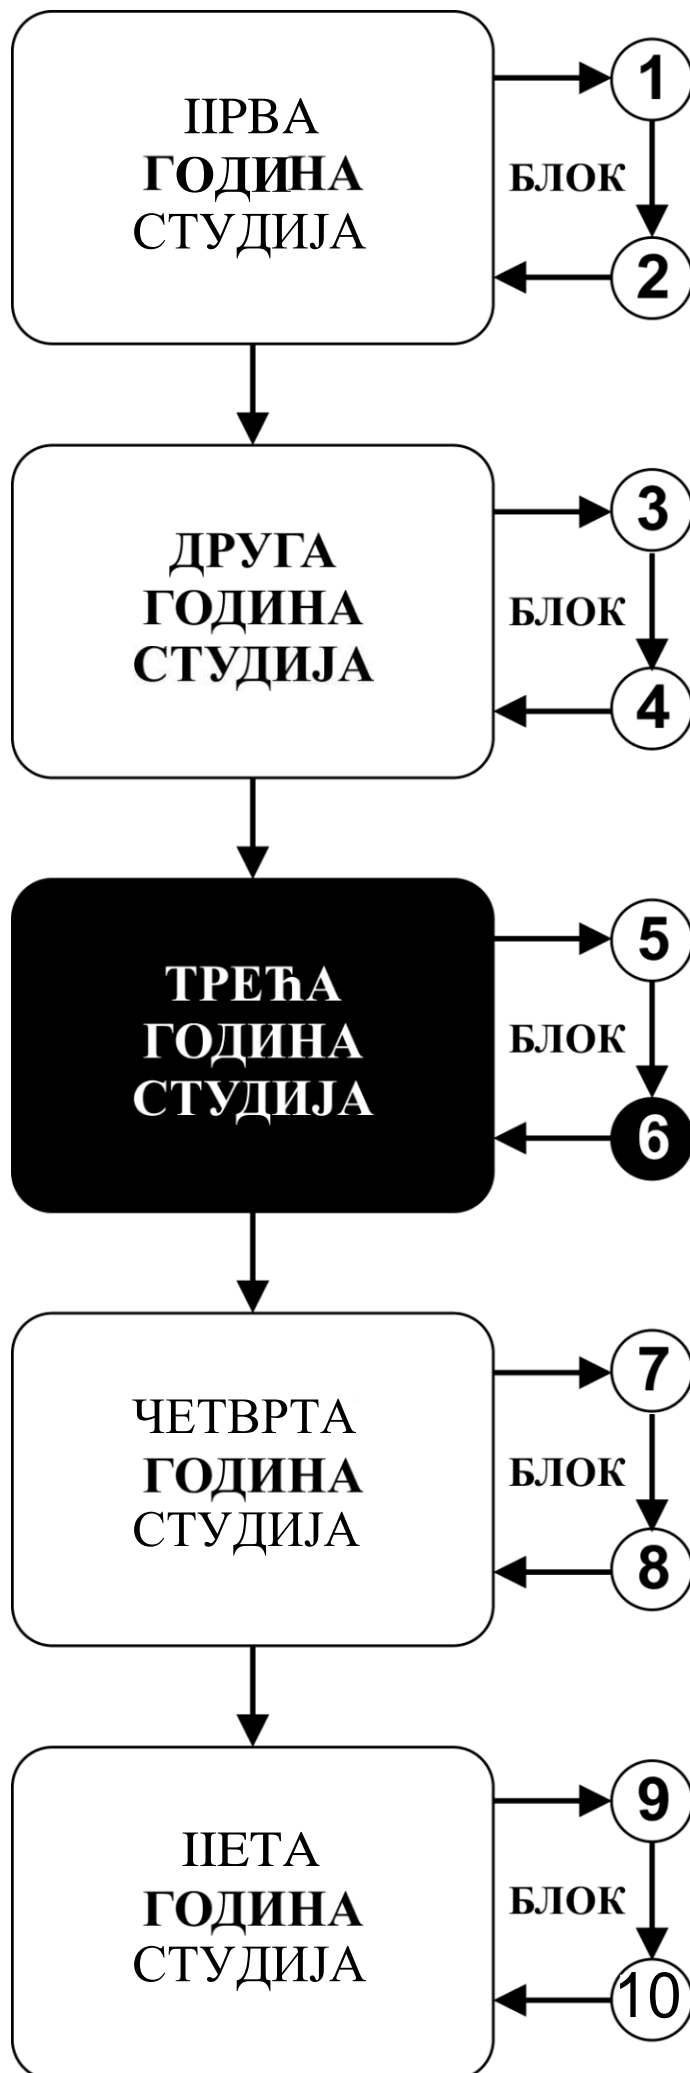 ПРВА
ГОДИНА
СТУДИЈА
1
БЛОК
2
ДРУГА
ГОДИНА
СТУДИЈА
3
БЛОК
4
ТРЕЋА
ГОДИНА
СТУДИЈА
5
БЛОК
6
ЧЕТВРТА
ГОДИНА
СТУДИЈА
7
БЛОК
8
ПЕТА
ГОДИНА
СТУДИЈА
9
БЛОК
10